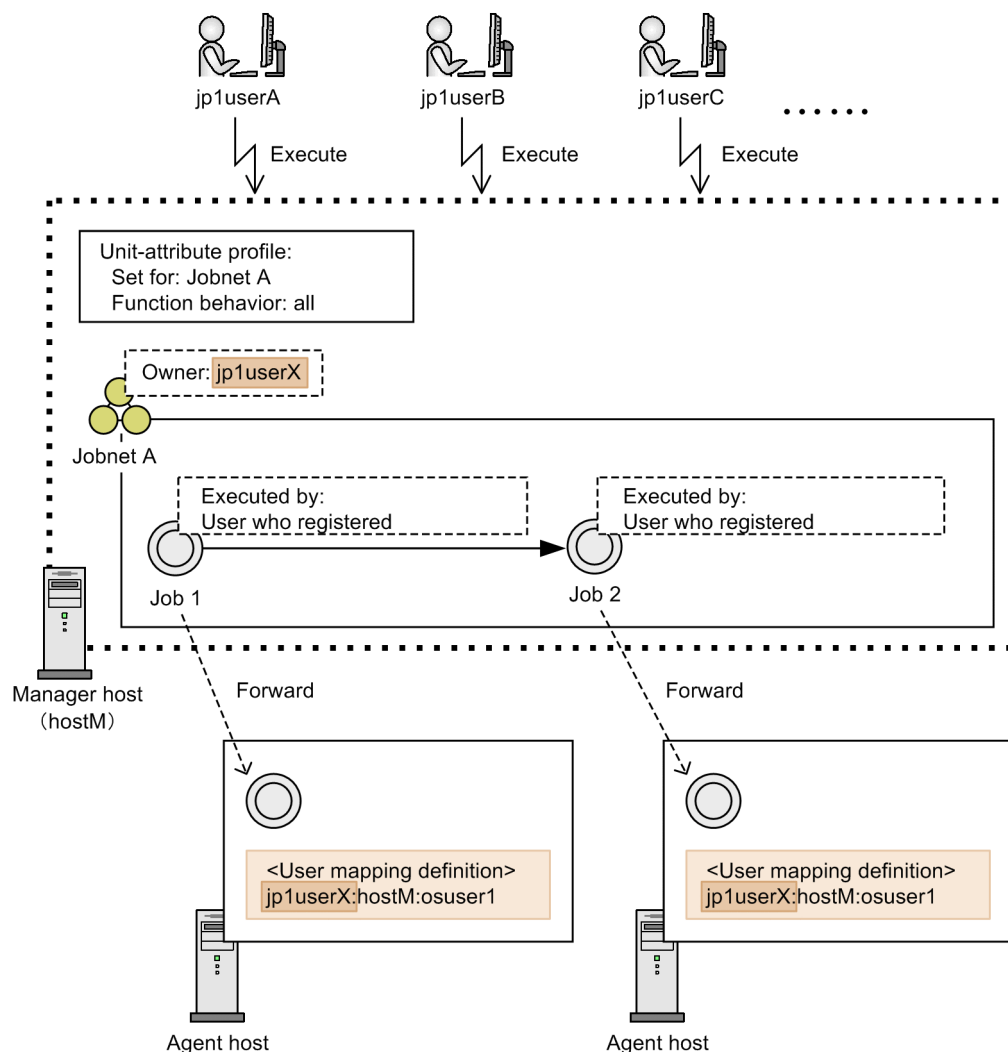 jp1userA
jp1userB
jp1userC
Execute
Execute
Execute
Unit-attribute profile:
Set for: Jobnet A
Function behavior: all
Owner: jp1userX
Jobnet A
Executed by:
User who registered
Executed by:
User who registered
Job 1
Job 2
Manager host
（hostM）
Forward
Forward
<User mapping definition>
jp1userX:hostM:osuser1
<User mapping definition>
jp1userX:hostM:osuser1
Agent host
Agent host